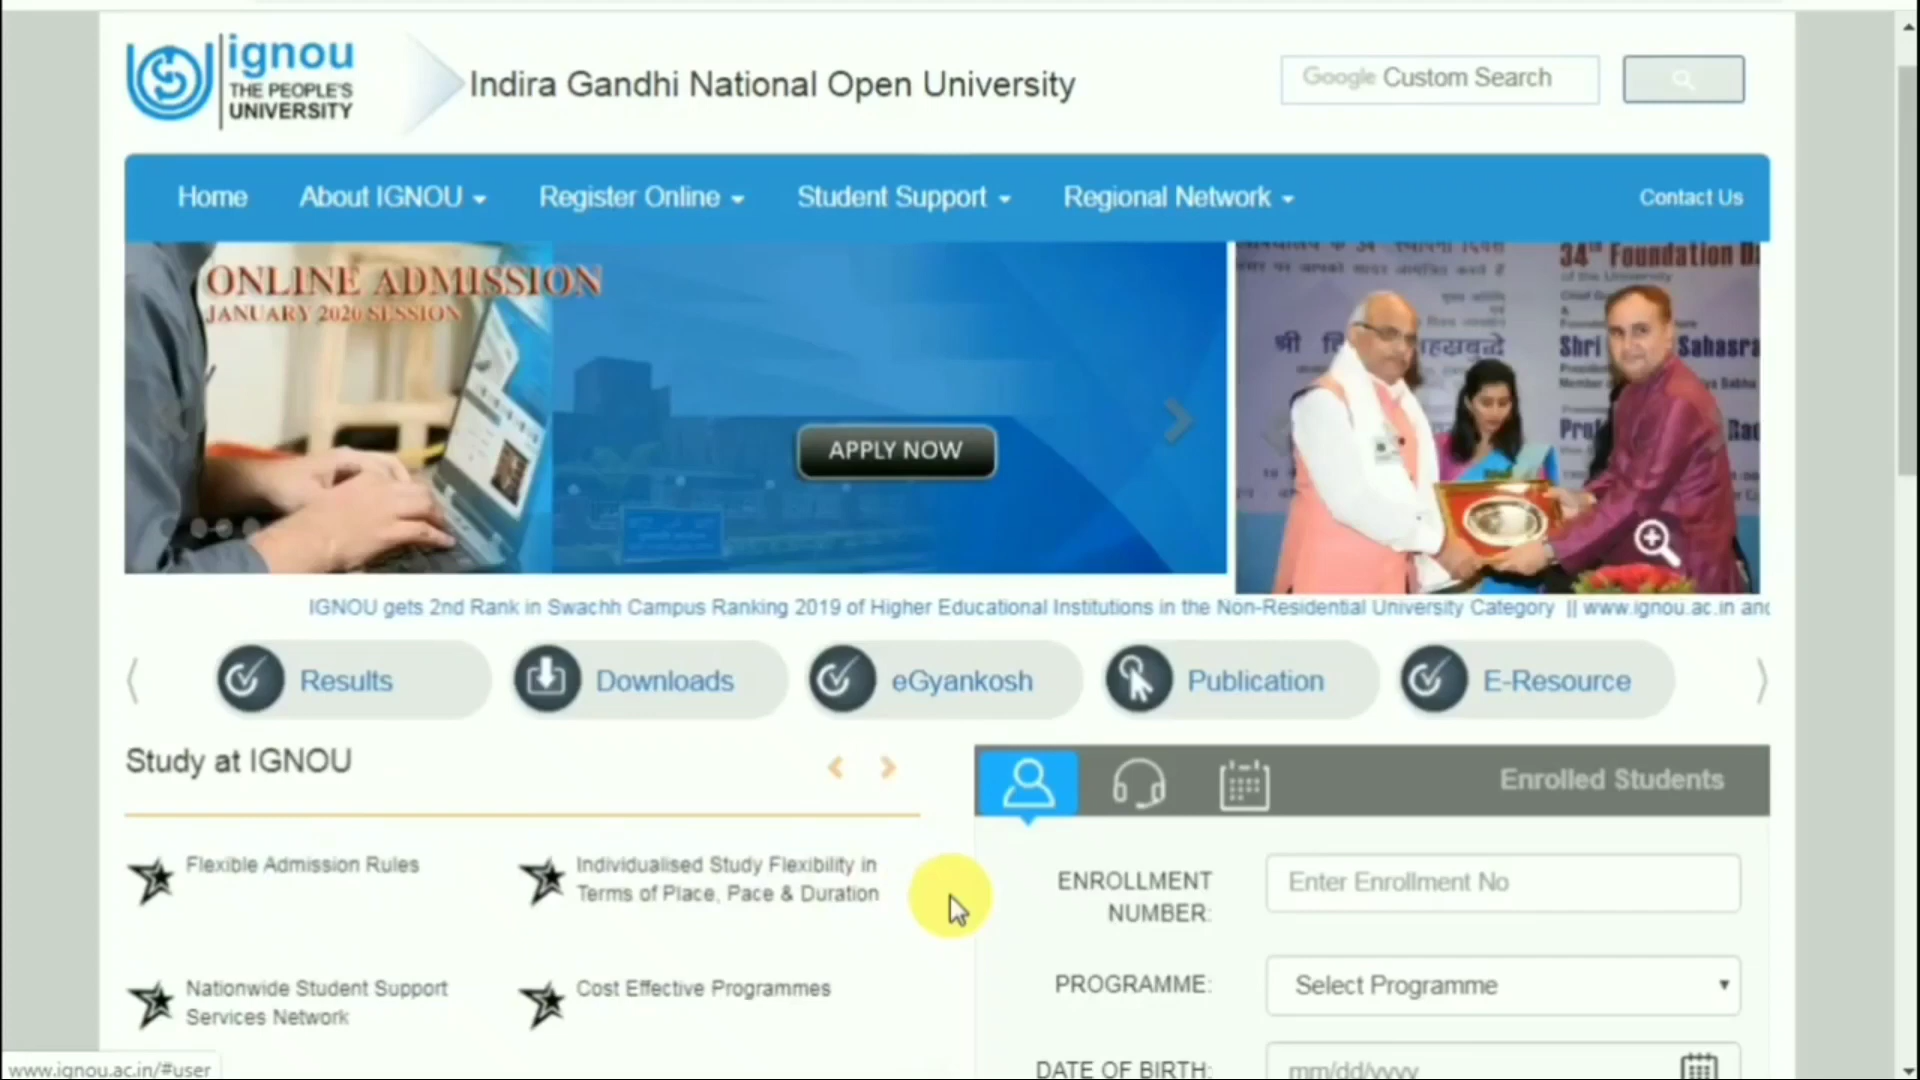 ignou
THE PEOPLE'S
UNIVERSITY
Indira Gandhi National Open University
Google Custom Search
Home
About IGNOU
Register Online
Student Support
Regional Network
Contact Us
ONLINE ADMISSION
JANUARY 2020 SESSION
APPLY NOW
34th Foundation D
of the University
श्री
हस्रबुद्धे
Shri
Sahasra
IGNOU gets 2nd Rank in Swachh Campus Ranking 2019 of Higher Educational Institutions in the Non-Residential University Category || www.ignou.ac.in and
Results
Downloads
eGyankosh
Publication
E-Resource
Study at IGNOU
Enrolled Students
Flexible Admission Rules
Individualised Study Flexibility in
Terms of Place, Pace & Duration
Nationwide Student Support
Services Network
Cost Effective Programmes
ENROLLMENT
NUMBER:
Enter Enrollment No
PROGRAMME:
Select Programme
DATE OF BIRTH:
mm/dd/yyyy
www.ignou.ac.in/#user